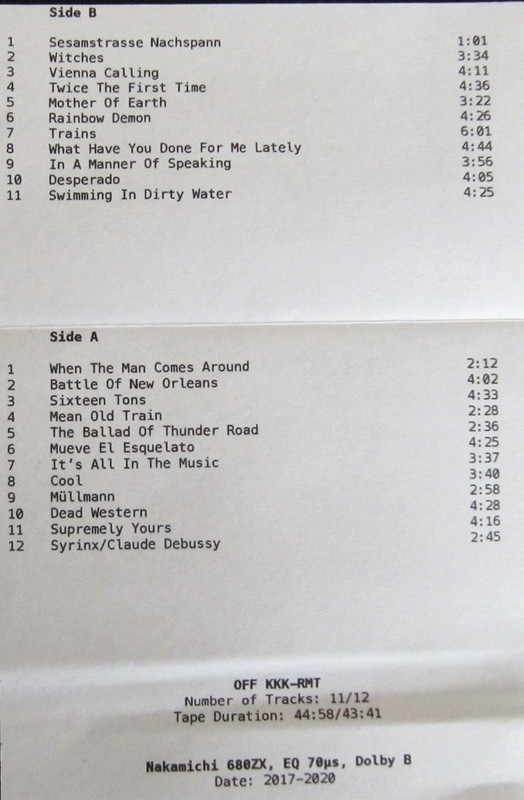 Side B
1 Sesamstrasse Nachspann 1:01
2 Witches 3:34
3 Vienna Calling 4:11
4 Twice The First Time 4:36
5 Mother Of Earth 3:22
6 Rainbow Demon 4:26
7 Trains 6:01
8 What Have You Done For Me Lately 4:44
9 In A Manner Of Speaking 3:56
10 Desperado 4:05
11 Swimming In Dirty Water 4:25
Side A
1 When The Man Comes Around 2:12
2 Battle Of New Orleans 4:02
3 Sixteen Tons 4:33
4 Mean Old Train 2:28
5 The Ballad Of Thunder Road 2:36
6 Mueve El Esquelato 4:25
7 It's All In The Music 3:37
8 Cool 3:40
9 Müllmann 2:58
10 Dead Western 4:28
11 Supremely Yours 4:16
12 Syrinx/Claude Debussy 2:45
OFF KKK-RMT
Number of Tracks: 11/12
Tape Duration: 44:58/43:41
Nakamichi 680ZX, EQ 70µs, Dolby B
Date: 2017-2020